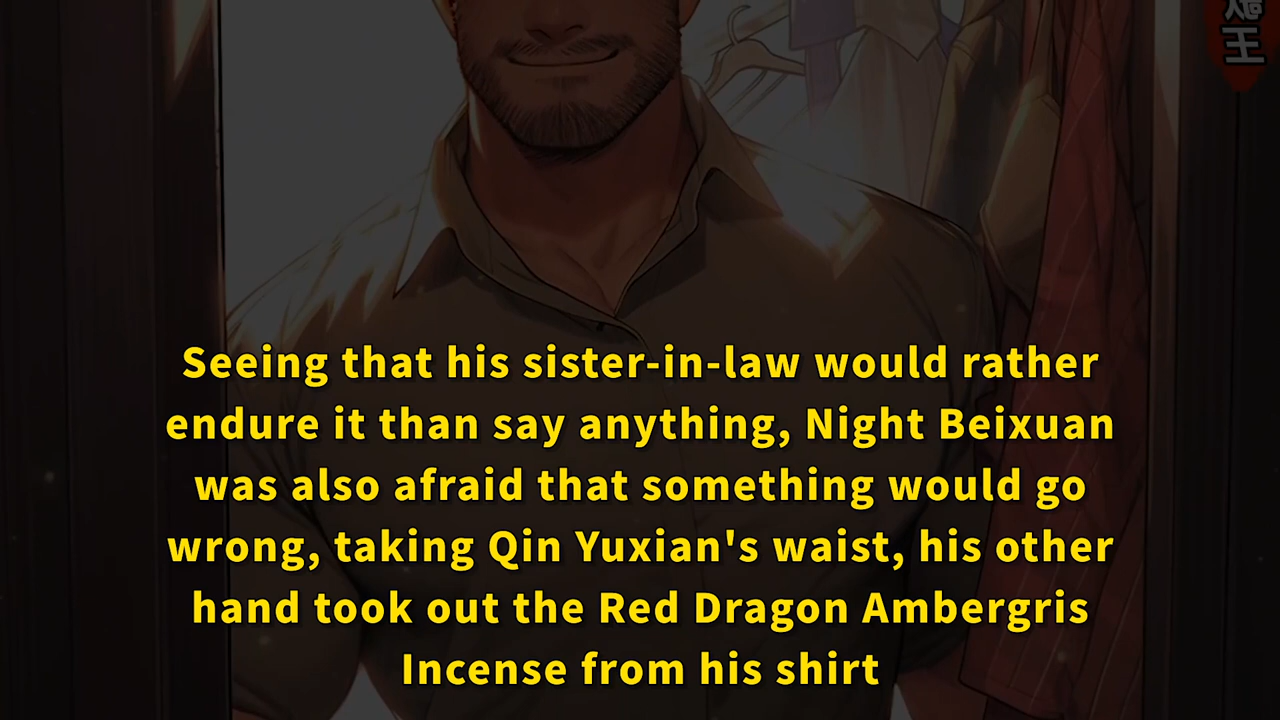 王
Seeing that his sister-in-law would rather
endure it than say anything, Night Beixuan
was also afraid that something would go
wrong, taking Qin Yuxian's waist, his other
hand took out the Red Dragon Ambergris
Incense from his shirt